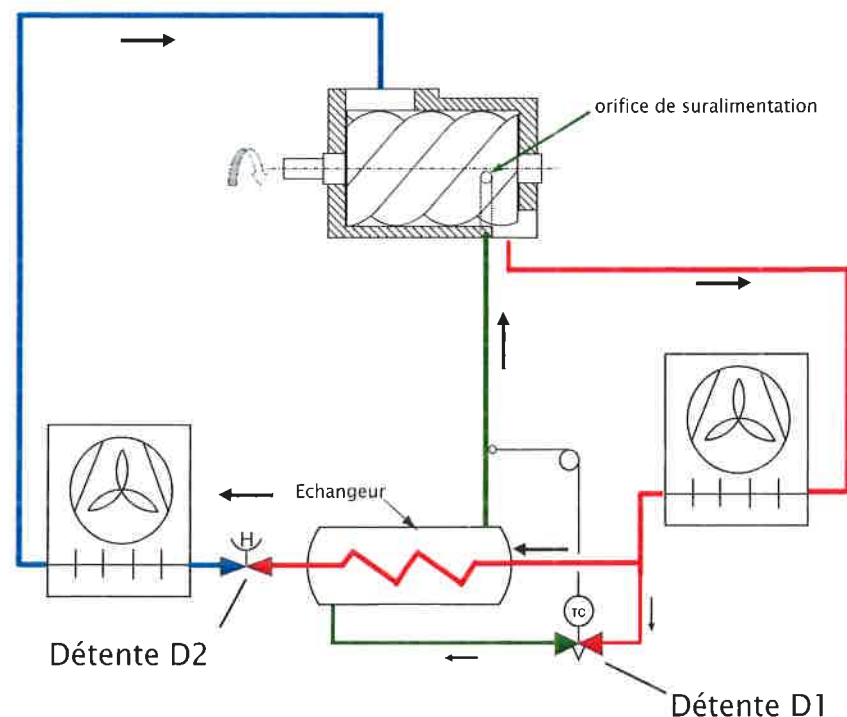 orifice de suralimentation
Echangeur
H
TC
Détente D2
Détente D1